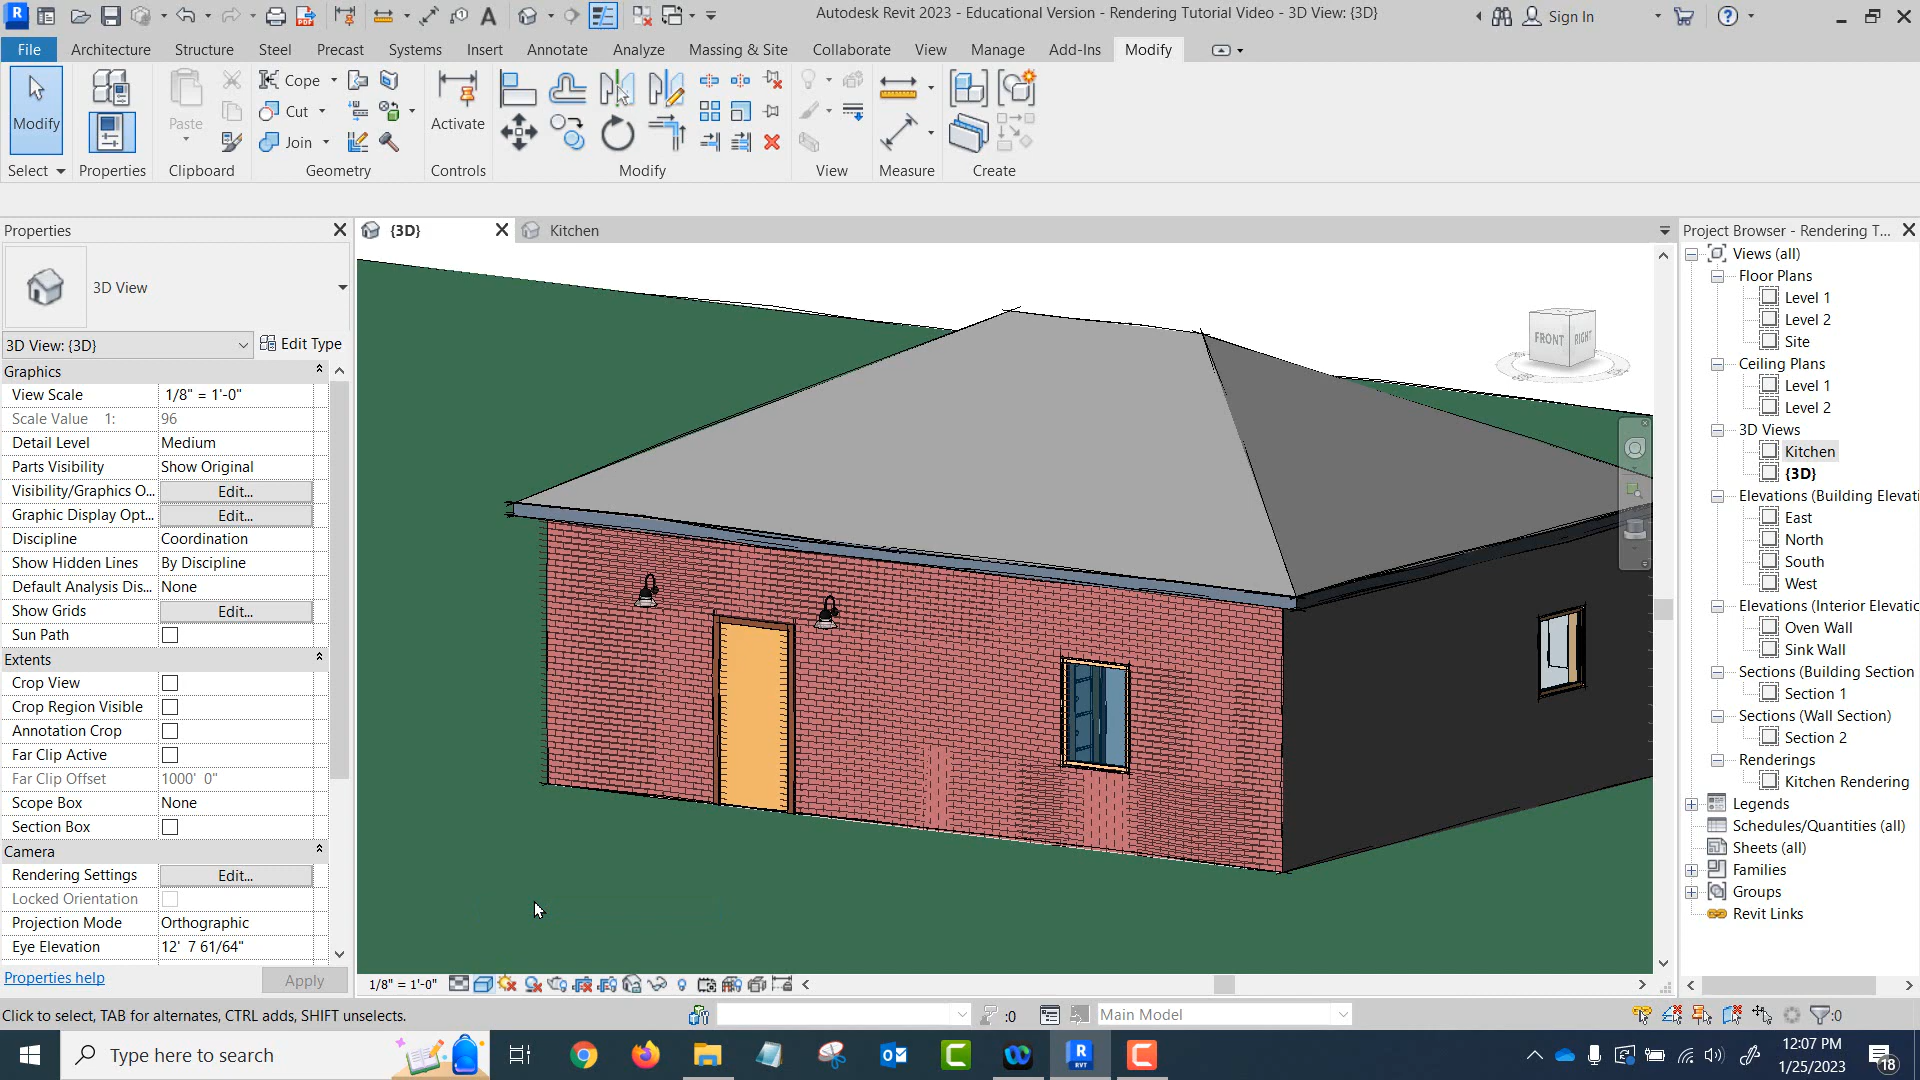 Autodesk Revit 2023 - Educational Version - Rendering Tutorial Video - 3D View: {3D}
Sign In
File Architecture Structure Steel Precast Systems Insert Annotate Analyze Massing & Site Collaborate View Manage Add-Ins Modify
Modify
Paste
Cope
Cut
Join
Activate
Select Properties Clipboard Geometry Controls Modify View Measure Create
Properties
3D View
3D View: {3D} Edit Type
Graphics
View Scale 1/8" = 1'-0"
Scale Value 1: 96
Detail Level Medium
Parts Visibility Show Original
Visibility/Graphics O... Edit...
Graphic Display Opt... Edit...
Discipline Coordination
Show Hidden Lines By Discipline
Default Analysis Dis... None
Show Grids Edit...
Sun Path
Extents
Crop View
Crop Region Visible
Annotation Crop
Far Clip Active
Far Clip Offset 1000' 0"
Scope Box None
Section Box
Camera
Rendering Settings Edit...
Locked Orientation
Projection Mode Orthographic
Eye Elevation 12' 7 61/64"
Properties help Apply
{3D} Kitchen
FRONT RIGHT
1/8" = 1'-0"
Project Browser - Rendering T...
Views (all)
Floor Plans
Level 1
Level 2
Site
Ceiling Plans
Level 1
Level 2
3D Views
Kitchen
{3D}
Elevations (Building Elevati
East
North
South
West
Elevations (Interior Elevatic
Oven Wall
Sink Wall
Sections (Building Section
Section 1
Sections (Wall Section)
Section 2
Renderings
Kitchen Rendering
Legends
Schedules/Quantities (all)
Sheets (all)
Families
Groups
Revit Links
Click to select, TAB for alternates, CTRL adds, SHIFT unselects.
:0
Main Model
:0
Type here to search
R
RVT
12:07 PM
1/25/2023
18